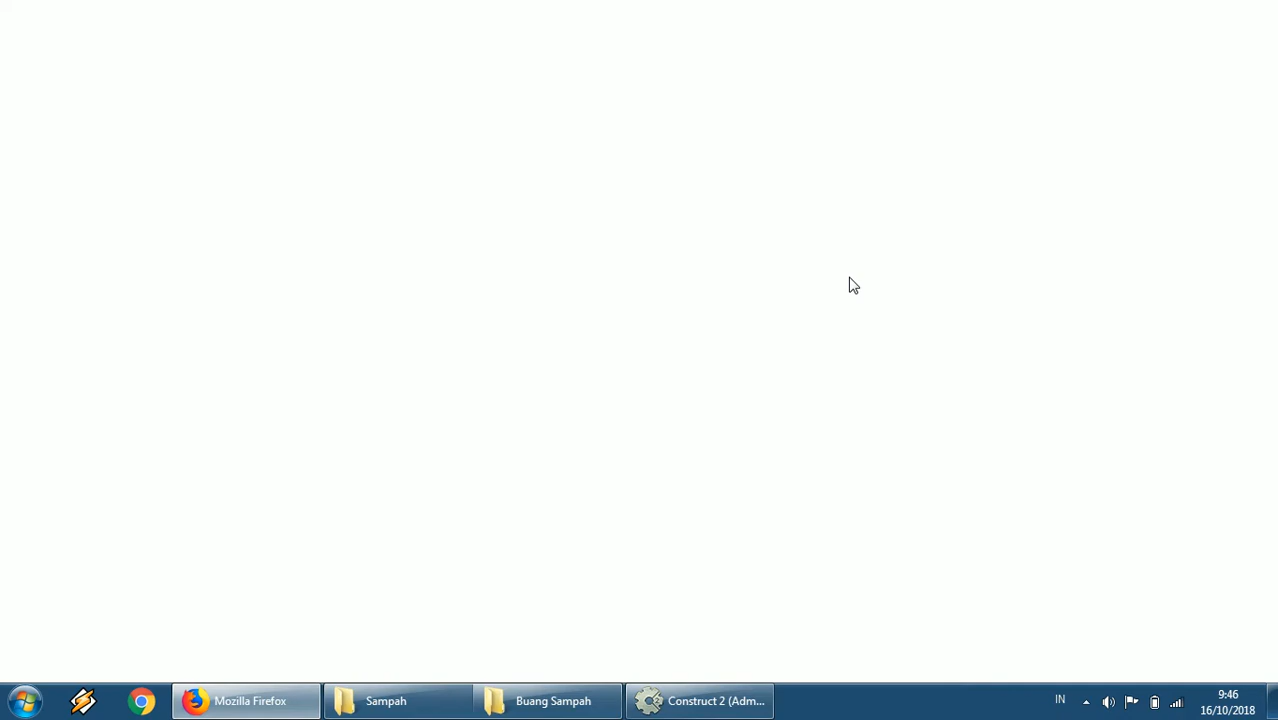 Mozilla Firefox
Sampah
Buang Sampah
Construct 2 (Adm...
IN
9:46
16/10/2018